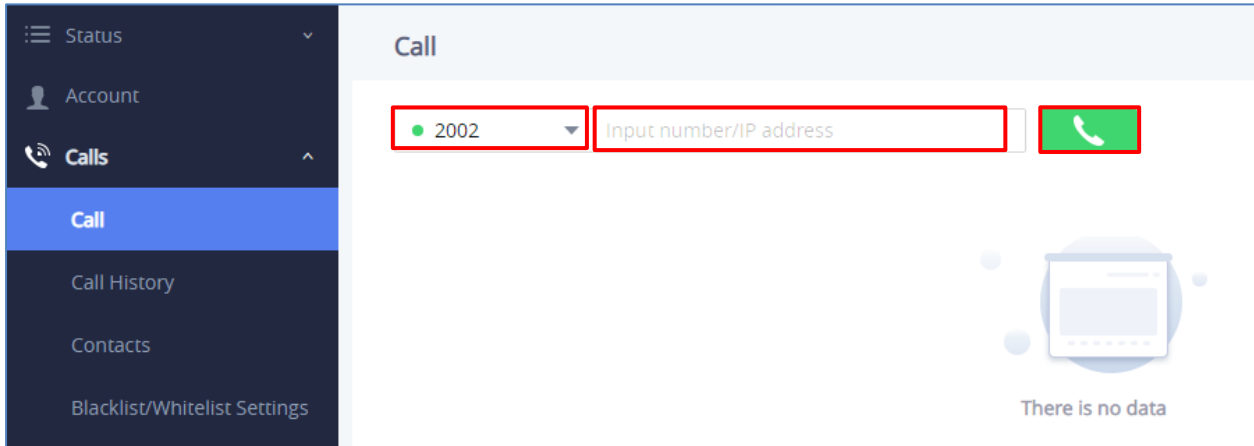 Status
Account
Calls
Call
Call History
Contacts
Blacklist/Whitelist Settings
Call
2002
Input number/IP address
There is no data